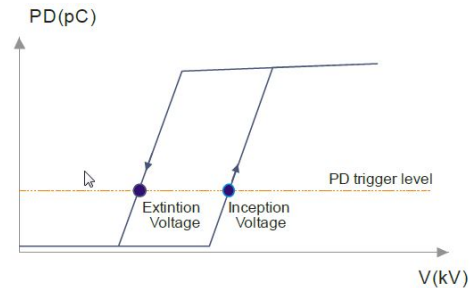 PD(pC)
PD trigger level
Extintion
Voltage
Inception
Voltage
V(kV)